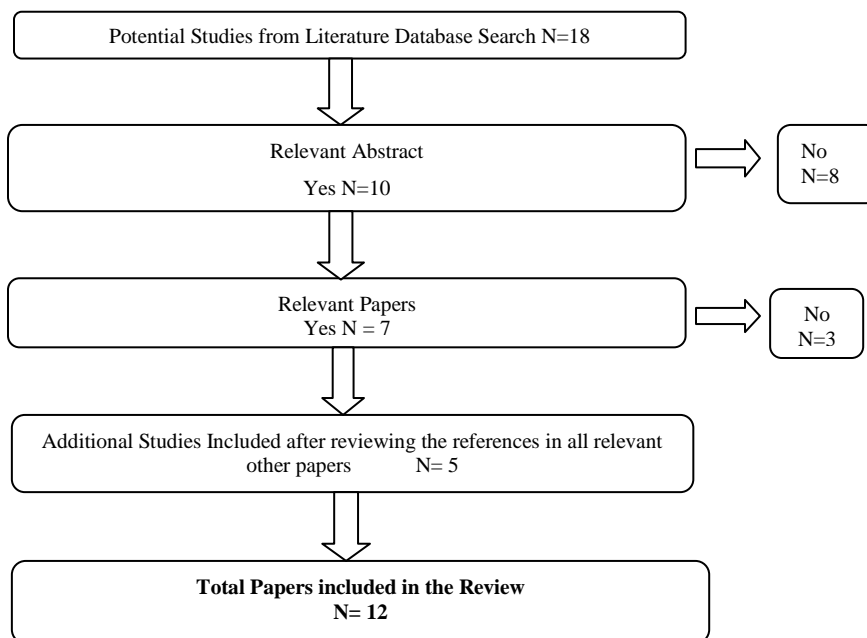 Potential Studies from Literature Database Search N=18
Relevant Abstract
Yes N=10
No
N=8
Relevant Papers
Yes N = 7
No
N=3
Additional Studies Included after reviewing the references in all relevant
other papers N= 5
Total Papers included in the Review
N= 12